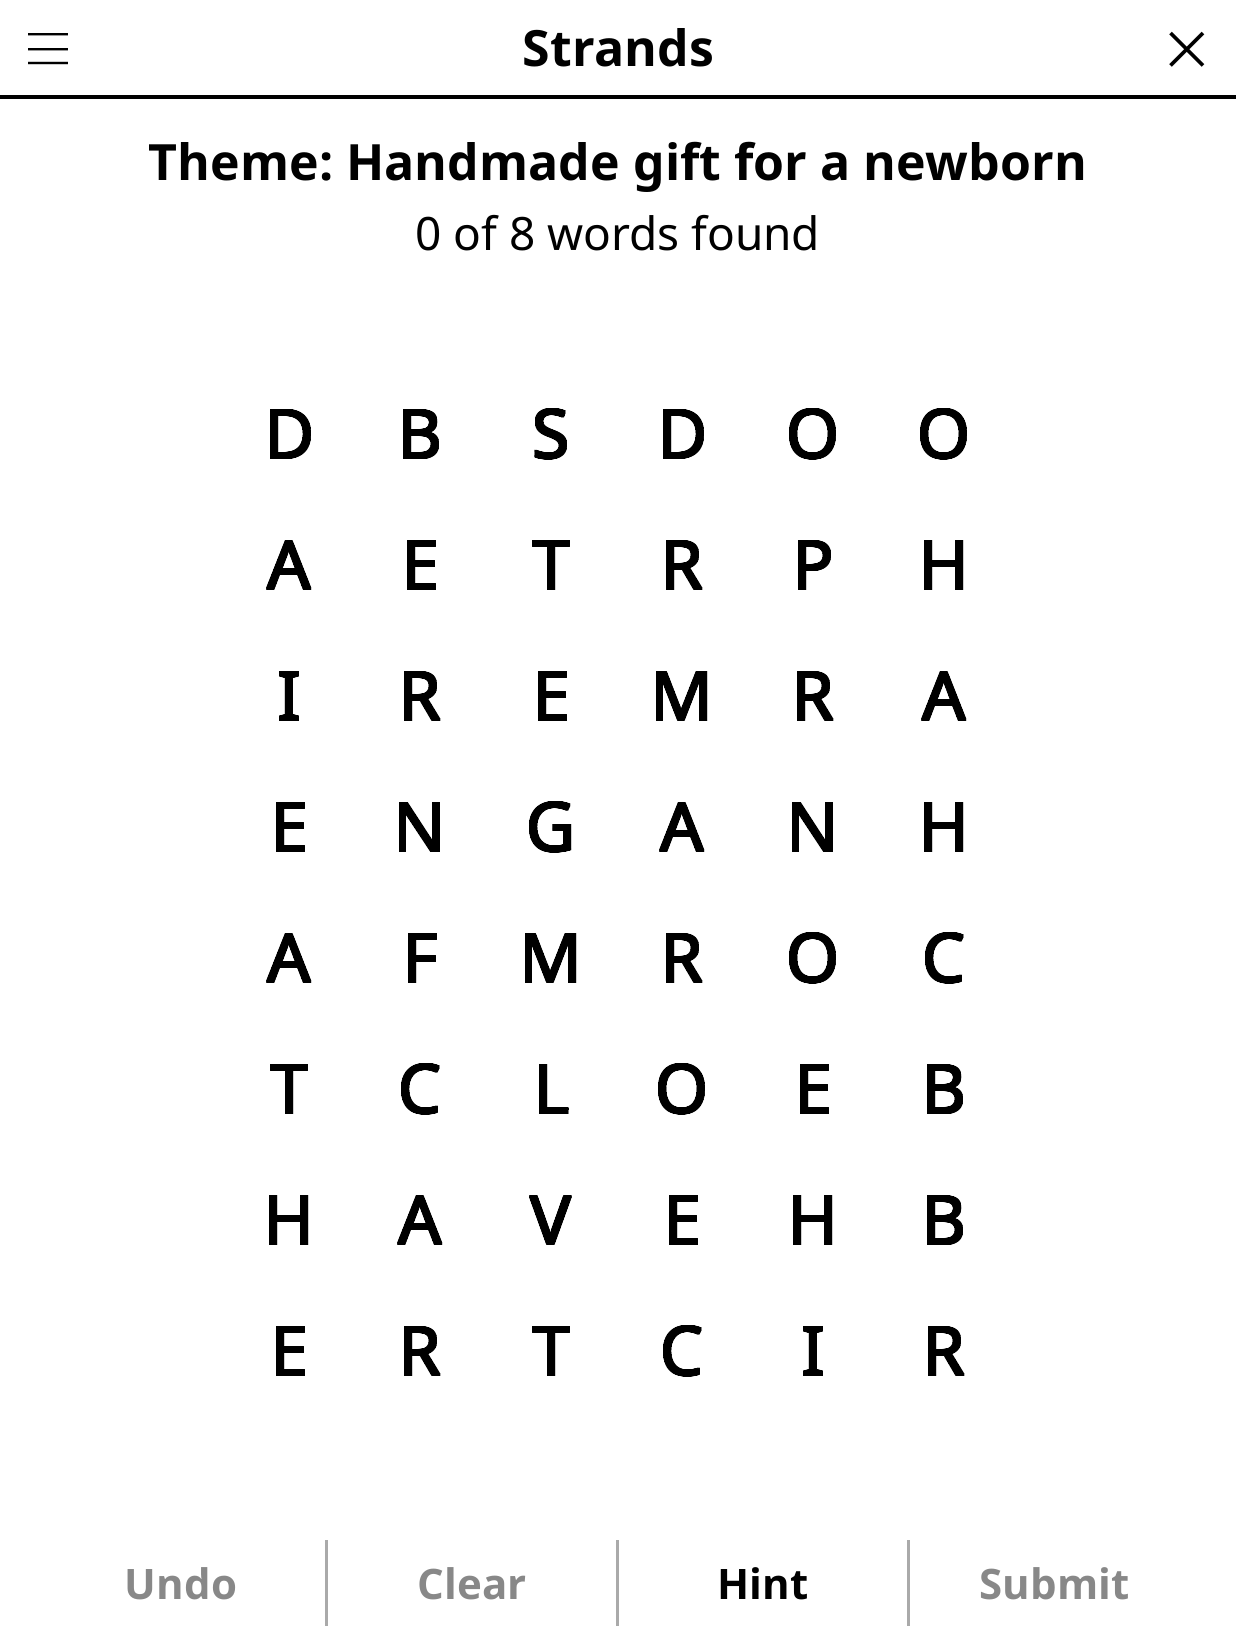 Strands
Theme: Handmade gift for a newborn
0 of 8 words found
D B S D O O
A E T R P H
I R E M R A
E N G A N H
A F M R O C
T C L O E B
H A V E H B
E R T C I R
Undo Clear Hint Submit